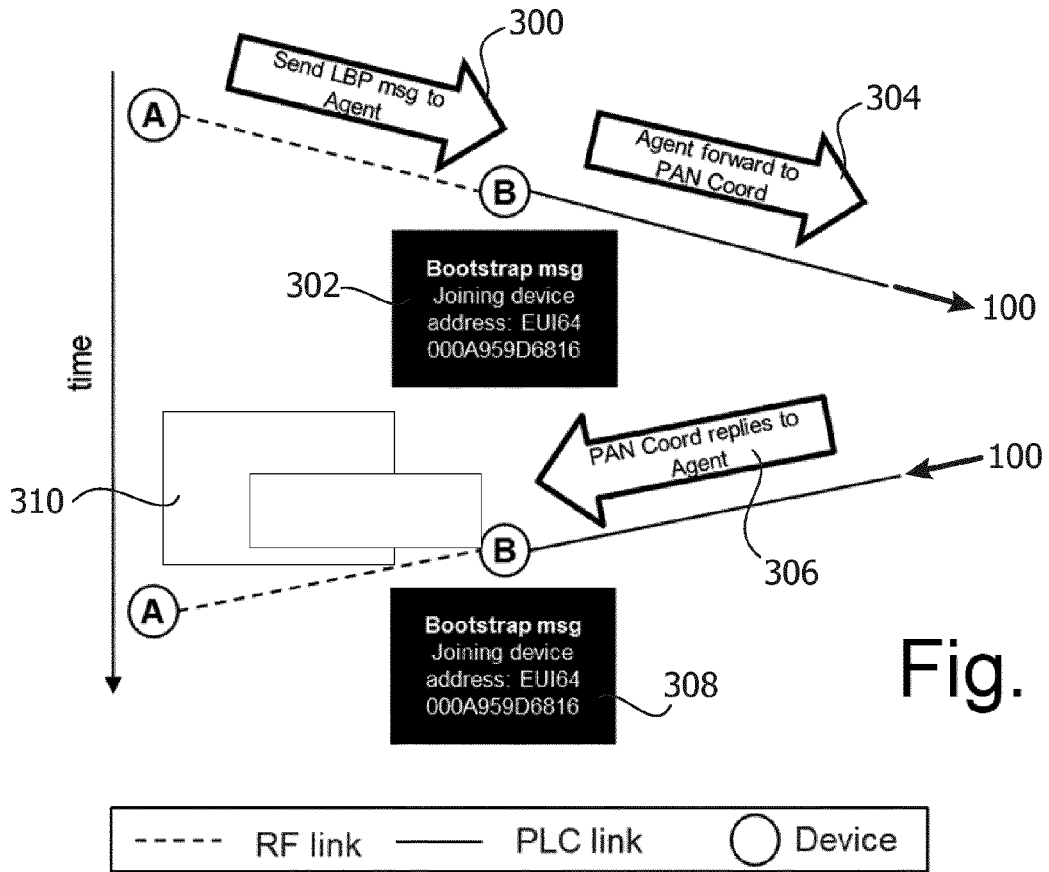 300
Send LBP msg to
Agent
304
A
Agent forward to
PAN Coord
B
Bootstrap msg
Joining device
address: EUI64
000A959D6816
302
100
time
PAN Coord replies to
Agent
100
310
B
306
A
Bootstrap msg
Joining device
address: EUI64
000A959D6816
308
Fig.
RF link
PLC link
Device